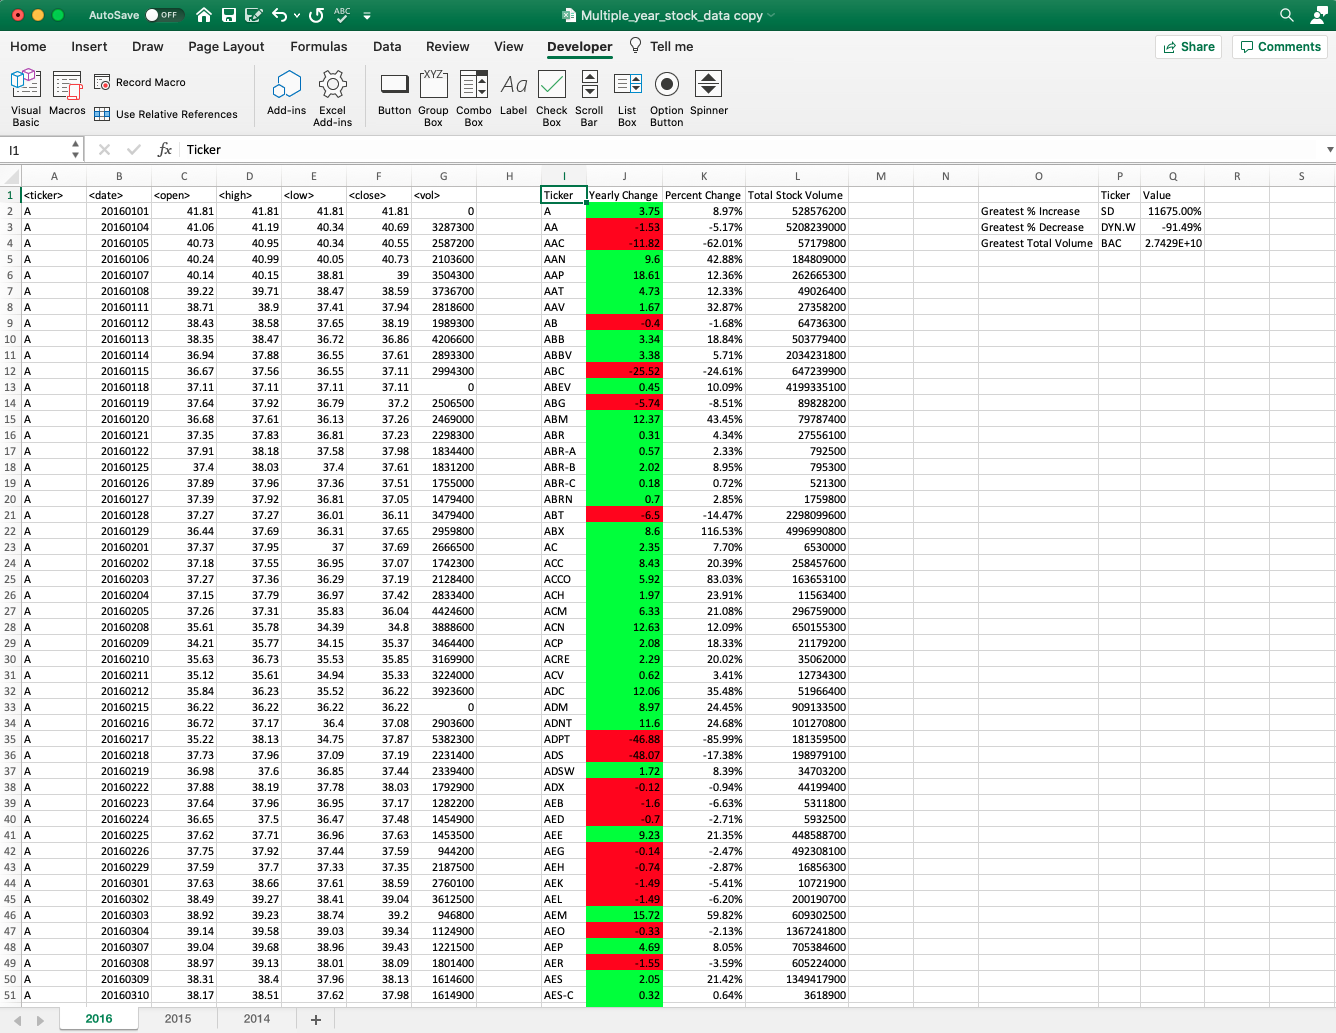 AutoSave OFF ABC Multiple_year_stock_data copy
Home Insert Draw Page Layout Formulas Data Review View Developer Tell me Share Comments
Visual Basic Macros Record Macro Use Relative References Add-ins Excel Add-ins Button XYZ Group Box Combo Box Aa Label Check Box Scroll Bar List Box Option Button Spinner
I1 fx Ticker
A B C D E F G H I J K L M N O P Q R S
1 <ticker> <date> <open> <high> <low> <close> <vol> Ticker Yearly Change Percent Change Total Stock Volume Ticker Value
2 A 20160101 41.81 41.81 41.81 41.81 0 A 3.75 8.97% 528576200 Greatest % Increase SD 11675.00%
3 A 20160104 41.06 41.19 40.34 40.69 3287300 AA -1.53 -5.17% 5208239000 Greatest % Decrease DYN.W -91.49%
4 A 20160105 40.73 40.95 40.34 40.55 2587200 AAC -11.82 -62.01% 57179800 Greatest Total Volume BAC 2.7429E+10
5 A 20160106 40.24 40.99 40.05 40.73 2103600 AAN 9.6 42.88% 184809000
6 A 20160107 40.14 40.15 38.81 39 3504300 AAP 18.61 12.36% 262665300
7 A 20160108 39.22 39.71 38.47 38.59 3736700 AAT 4.73 12.33% 49026400
8 A 20160111 38.71 38.9 37.41 37.94 2818600 AAV 1.67 32.87% 27358200
9 A 20160112 38.43 38.58 37.65 38.19 1989300 AB -0.4 -1.68% 64736300
10 A 20160113 38.35 38.47 36.72 36.86 4206600 ABB 3.34 18.84% 503779400
11 A 20160114 36.94 37.88 36.55 37.61 2893300 ABBV 3.38 5.71% 2034231800
12 A 20160115 36.67 37.56 36.55 37.11 2994300 ABC -25.52 -24.61% 647239900
13 A 20160118 37.11 37.11 37.11 37.11 0 ABEV 0.45 10.09% 4199335100
14 A 20160119 37.64 37.92 36.79 37.2 2506500 ABG -5.74 -8.51% 89828200
15 A 20160120 36.68 37.61 36.13 37.26 2469000 ABM 12.37 43.45% 79787400
16 A 20160121 37.35 37.83 36.81 37.23 2298300 ABR 0.31 4.34% 27556100
17 A 20160122 37.91 38.18 37.58 37.98 1834400 ABR-A 0.57 2.33% 792500
18 A 20160125 37.4 38.03 37.4 37.61 1831200 ABR-B 2.02 8.95% 795300
19 A 20160126 37.89 37.96 37.36 37.51 1755000 ABR-C 0.18 0.72% 521300
20 A 20160127 37.39 37.92 36.81 37.05 1479400 ABRN 0.7 2.85% 1759800
21 A 20160128 37.27 37.27 36.01 36.11 3479400 ABT -6.5 -14.47% 2298099600
22 A 20160129 36.44 37.69 36.31 37.65 2959800 ABX 8.6 116.53% 4996990800
23 A 20160201 37.37 37.95 37 37.69 2666500 AC 2.35 7.70% 6530000
24 A 20160202 37.18 37.55 36.95 37.07 1742300 ACC 8.43 20.39% 258457600
25 A 20160203 37.27 37.36 36.29 37.19 2128400 ACCO 5.92 83.03% 163653100
26 A 20160204 37.15 37.79 36.97 37.42 2833400 ACH 1.97 23.91% 11563400
27 A 20160205 37.26 37.31 35.83 36.04 4424600 ACM 6.33 21.08% 296759000
28 A 20160208 35.61 35.78 34.39 34.8 3888600 ACN 12.63 12.09% 650155300
29 A 20160209 34.21 35.77 34.15 35.37 3464400 ACP 2.08 18.33% 21179200
30 A 20160210 35.63 36.73 35.53 35.85 3169900 ACRE 2.29 20.02% 35062000
31 A 20160211 35.12 35.61 34.94 35.33 3224000 ACV 0.62 3.41% 12734300
32 A 20160212 35.84 36.23 35.52 36.22 3923600 ADC 12.06 35.48% 51966400
33 A 20160215 36.22 36.22 36.22 36.22 0 ADM 8.97 24.45% 909133500
34 A 20160216 36.72 37.17 36.4 37.08 2903600 ADNT 11.6 24.68% 101270800
35 A 20160217 35.22 38.13 34.75 37.87 5382300 ADPT -46.88 -85.99% 181359500
36 A 20160218 37.73 37.96 37.09 37.19 2231400 ADS -48.07 -17.38% 198979100
37 A 20160219 36.98 37.6 36.85 37.44 2339400 ADSW 1.72 8.39% 34703200
38 A 20160222 37.88 38.19 37.78 38.03 1792900 ADX -0.12 -0.94% 44199400
39 A 20160223 37.64 37.96 36.95 37.17 1282200 AEB -1.6 -6.63% 5311800
40 A 20160224 36.65 37.5 36.47 37.48 1454900 AED -0.7 -2.71% 5932500
41 A 20160225 37.62 37.71 36.96 37.63 1453500 AEE 9.23 21.35% 448588700
42 A 20160226 37.75 37.92 37.44 37.59 944200 AEG -0.14 -2.47% 492308100
43 A 20160229 37.59 37.7 37.33 37.35 2187500 AEH -0.74 -2.87% 16856300
44 A 20160301 37.63 38.66 37.61 38.59 2760100 AEK -1.49 -5.41% 10721900
45 A 20160302 38.49 39.27 38.41 39.04 3612500 AEL -1.49 -6.20% 200190700
46 A 20160303 38.92 39.23 38.74 39.2 946800 AEM 15.72 59.82% 609302500
47 A 20160304 39.14 39.58 39.03 39.34 1124900 AEO -0.33 -2.13% 1367241800
48 A 20160307 39.04 39.68 38.96 39.43 1221500 AEP 4.69 8.05% 705384600
49 A 20160308 38.97 39.13 38.01 38.09 1801400 AER -1.55 -3.59% 605224000
50 A 20160309 38.31 38.4 37.96 38.13 1614600 AES 2.05 21.42% 1349417900
51 A 20160310 38.17 38.51 37.62 37.98 1614900 AES-C 0.32 0.64% 3618900
2016 2015 2014 +